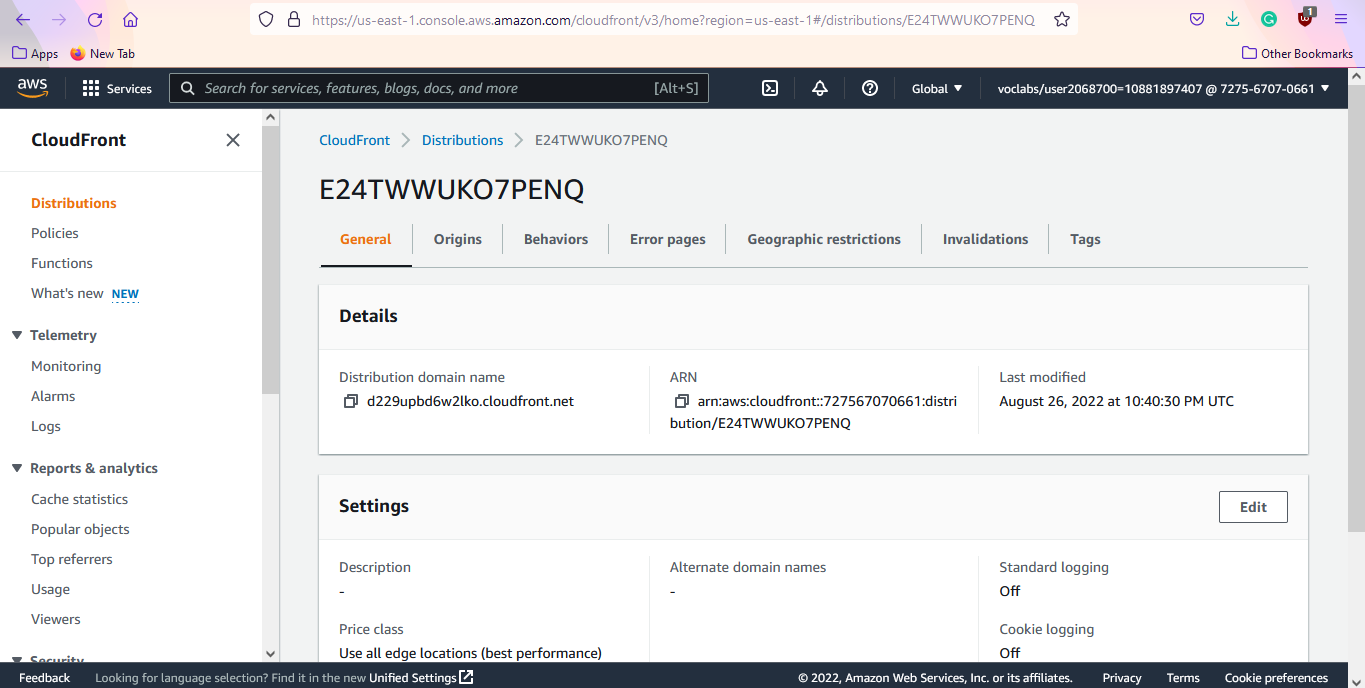 https://us-east-1.console.aws.amazon.com/cloudfront/v3/home?region=us-east-1#/distributions/E24TWWUKO7PENQ
1
Apps
New Tab
Other Bookmarks
aws
Services
Search for services, features, blogs, docs, and more
[Alt+S]
Global
voclabs/user2068700=10881897407 @ 7275-6707-0661
CloudFront
Distributions
Policies
Functions
What's new NEW
Telemetry
Monitoring
Alarms
Logs
Reports & analytics
Cache statistics
Popular objects
Top referrers
Usage
Viewers
Security
CloudFront
Distributions
E24TWWUKO7PENQ
E24TWWUKO7PENQ
General
Origins
Behaviors
Error pages
Geographic restrictions
Invalidations
Tags
Details
Distribution domain name
d229upbd6w2lko.cloudfront.net
ARN
arn:aws:cloudfront::727567070661:distri
bution/E24TWWUKO7PENQ
Last modified
August 26, 2022 at 10:40:30 PM UTC
Settings
Edit
Description
-
Price class
Use all edge locations (best performance)
Alternate domain names
-
Standard logging
Off
Cookie logging
Off
Feedback
Looking for language selection? Find it in the new Unified Settings
© 2022, Amazon Web Services, Inc. or its affiliates.
Privacy
Terms
Cookie preferences